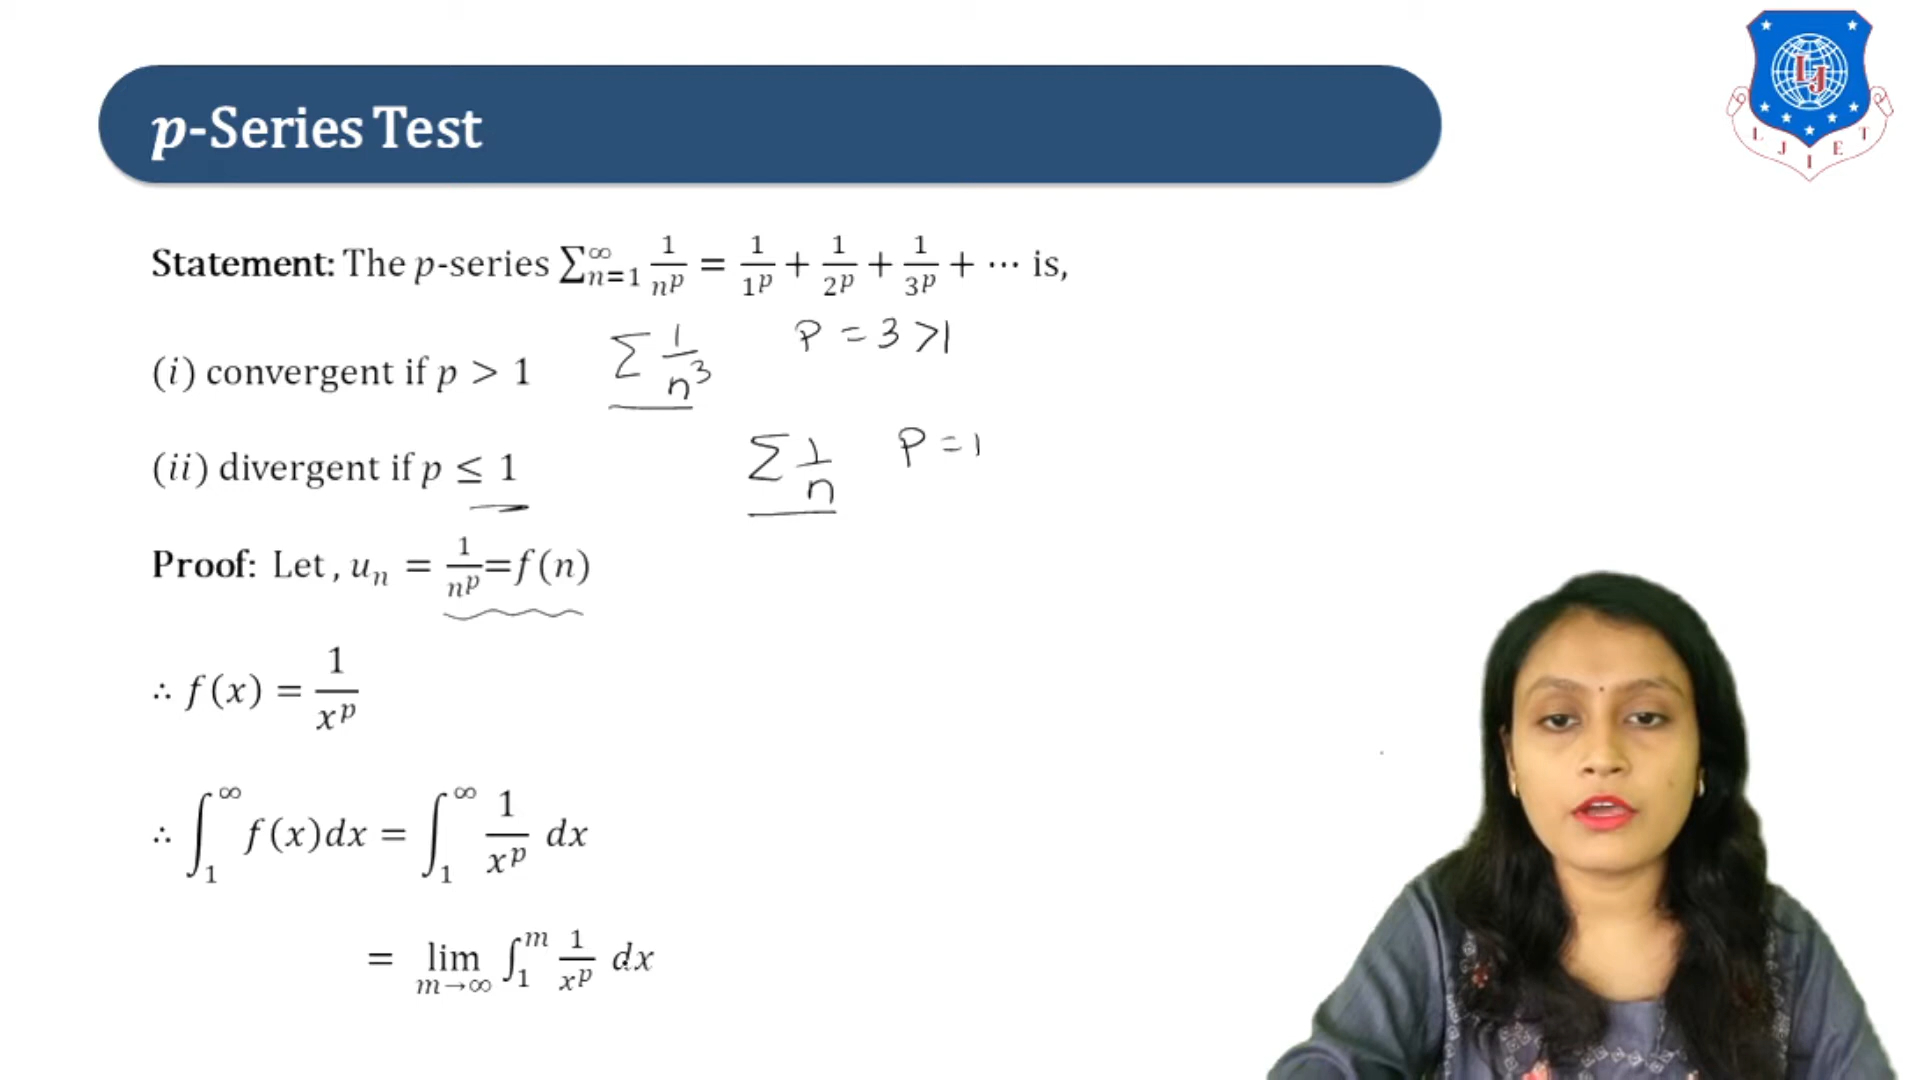 p-Series Test
LJ
L J I E T
Statement: The p-series ∑_{n=1}^{∞} 1/n^p = 1/1^p + 1/2^p + 1/3^p + ⋯ is,
(i) convergent if p > 1
∑ 1/n^3 P = 3 >1
(ii) divergent if p ≤ 1
∑ 1/n P = 1
Proof: Let, u_n = 1/n^p=f(n)
∴ f(x) = 1/x^p
∴ ∫_1^∞ f(x)dx = ∫_1^∞ 1/x^p dx
= lim_{m→∞} ∫_1^m 1/x^p dx